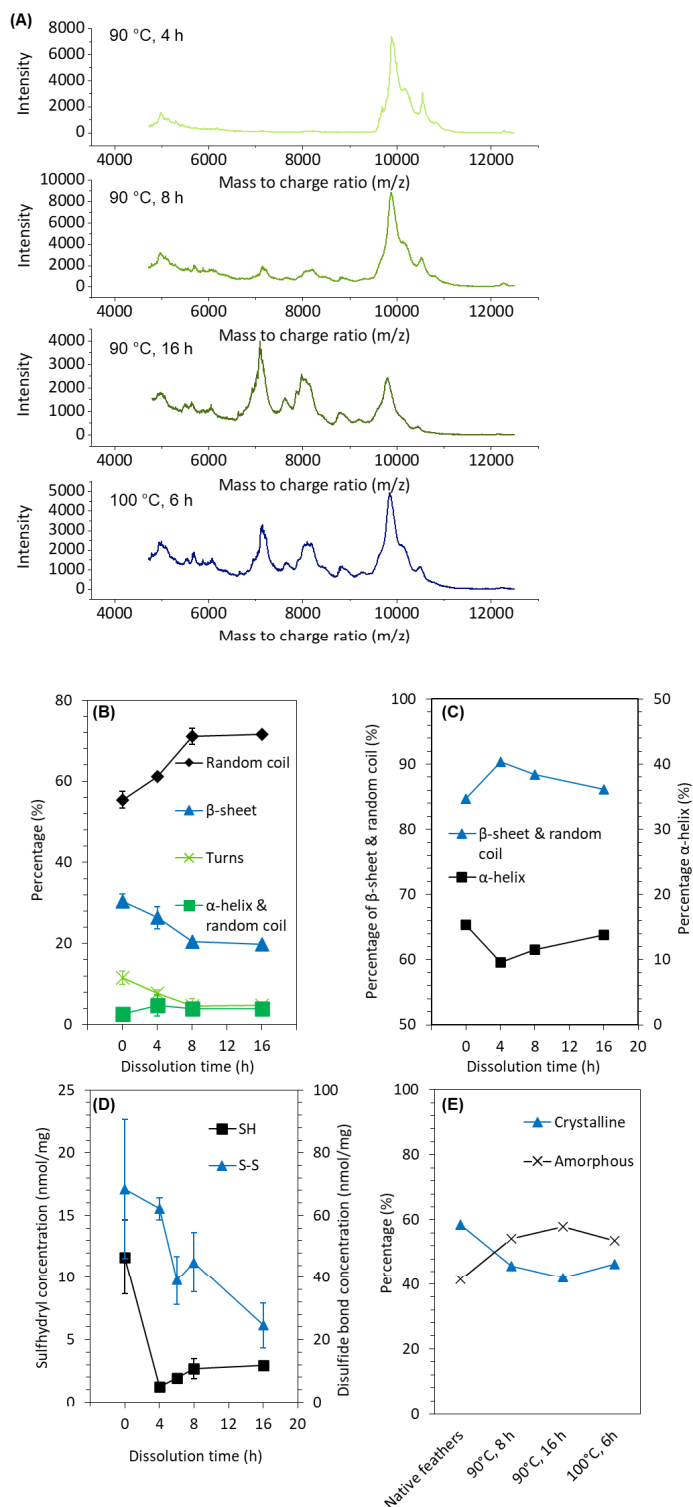 (A)
90 °C, 4 h
Intensity
8000
6000
4000
2000
0
4000 6000 8000 10000 12000
Mass to charge ratio (m/z)
90 °C, 8 h
Intensity
10000
8000
6000
4000
2000
0
4000 6000 8000 10000 12000
Mass to charge ratio (m/z)
90 °C, 16 h
Intensity
4000
3000
2000
1000
0
4000 6000 8000 10000 12000
Mass to charge ratio (m/z)
100 °C, 6 h
Intensity
5000
4000
3000
2000
1000
0
4000 6000 8000 10000 12000
Mass to charge ratio (m/z)
(B)
Percentage (%)
80
60
40
20
0
Random coil
β-sheet
Turns
α-helix &
random coil
0 4 8 12 16
Dissolution time (h)
(C)
Percentage of β-sheet & random coil (%)
100
90
80
70
60
50
β-sheet & random
coil
α-helix
50
40
30
20
10
0
Percentage α-helix (%)
0 4 8 12 16 20
Dissolution time (h)
(D)
Sulfhydryl concentration (nmol/mg)
25
20
15
10
5
0
SH
S-S
100
80
60
40
20
0
Disulfide bond concentration (nmol/mg)
0 4 8 12 16 20
Dissolution time (h)
(E)
Percentage (%)
100
80
60
40
20
0
Crystalline
Amorphous
Native feathers
90°C, 8 h
90°C, 16 h
100°C, 6h